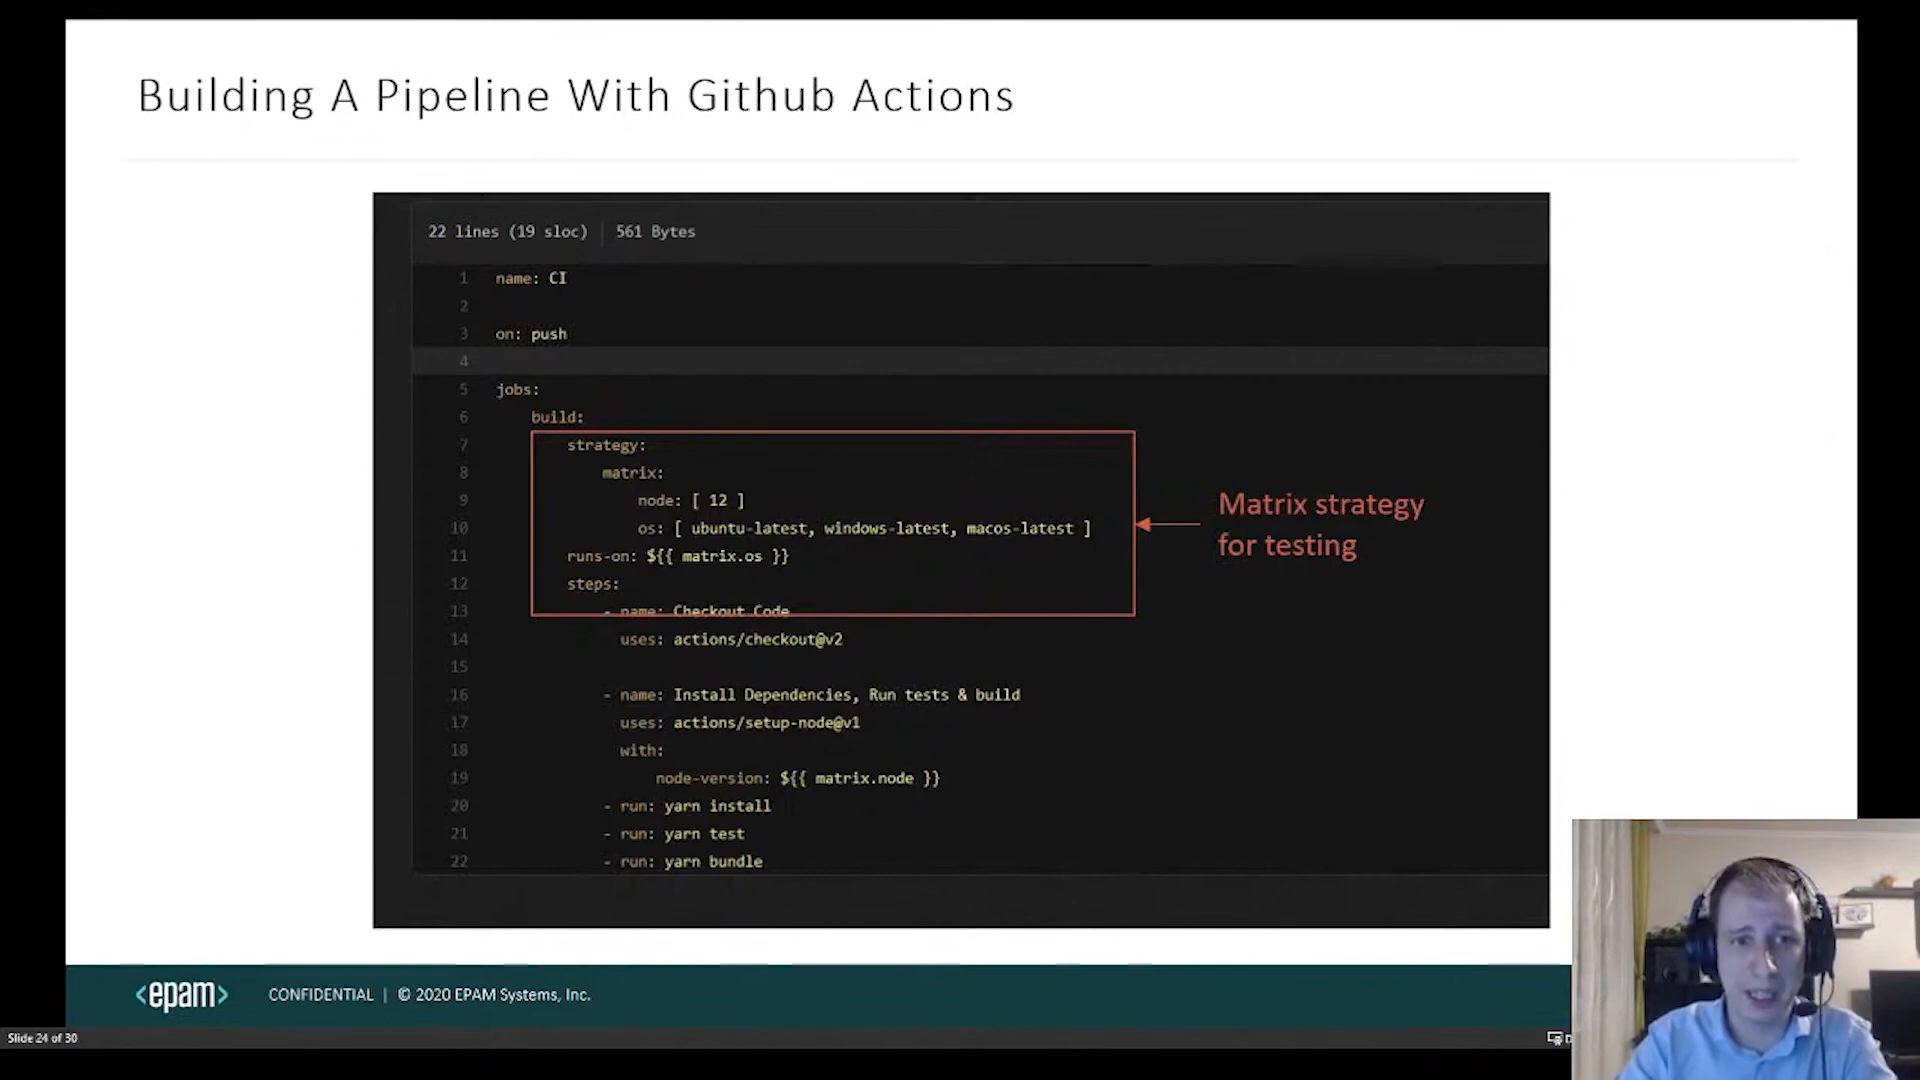 Building A Pipeline With Github Actions
22 lines (19 sloc) | 561 Bytes
1 name: CI
2
3 on: push
4
5 jobs:
6 build:
7 strategy:
8 matrix:
9 node: [ 12 ]
10 os: [ ubuntu-latest, windows-latest, macos-latest ]
11 runs-on: ${{ matrix.os }}
12 steps:
13 - name: Checkout Code
14 uses: actions/checkout@v2
15
16 - name: Install Dependencies, Run tests & build
17 uses: actions/setup-node@v1
18 with:
19 node-version: ${{ matrix.node }}
20 - run: yarn install
21 - run: yarn test
22 - run: yarn bundle
Matrix strategy
for testing
<epam> CONFIDENTIAL | © 2020 EPAM Systems, Inc.
Slide 24 of 30